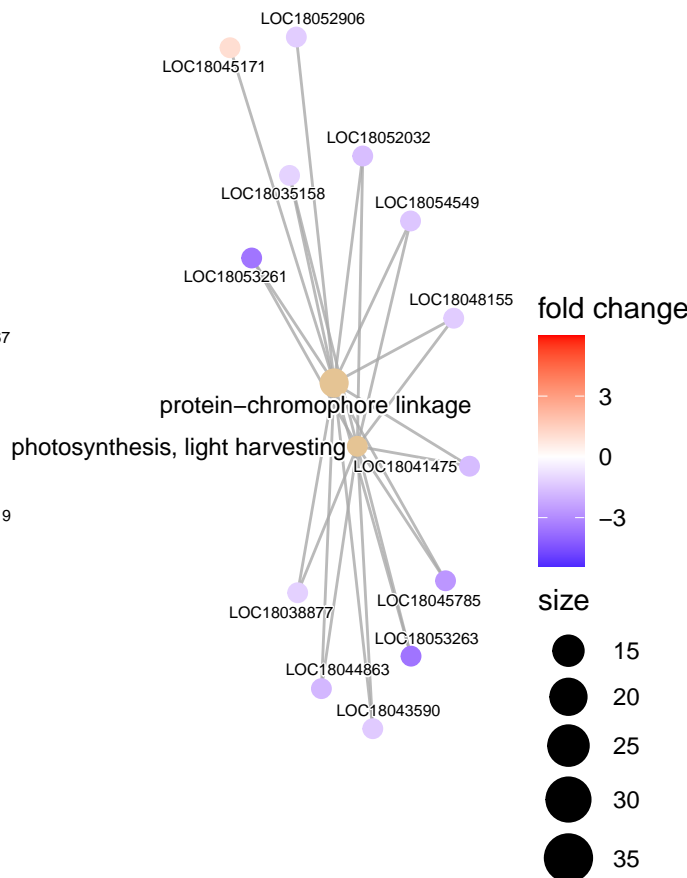 LOC18052906
LOC18045171
LOC18052032
LOC18035158
LOC18054549
LOC18053261
LOC18048155
protein−chromophore linkage
photosynthesis, light harvesting
LOC18041475
LOC18045785
LOC18038877
LOC18053263
LOC18044863
LOC18043590
9
fold change
3
0
−3
size
15
20
25
30
35